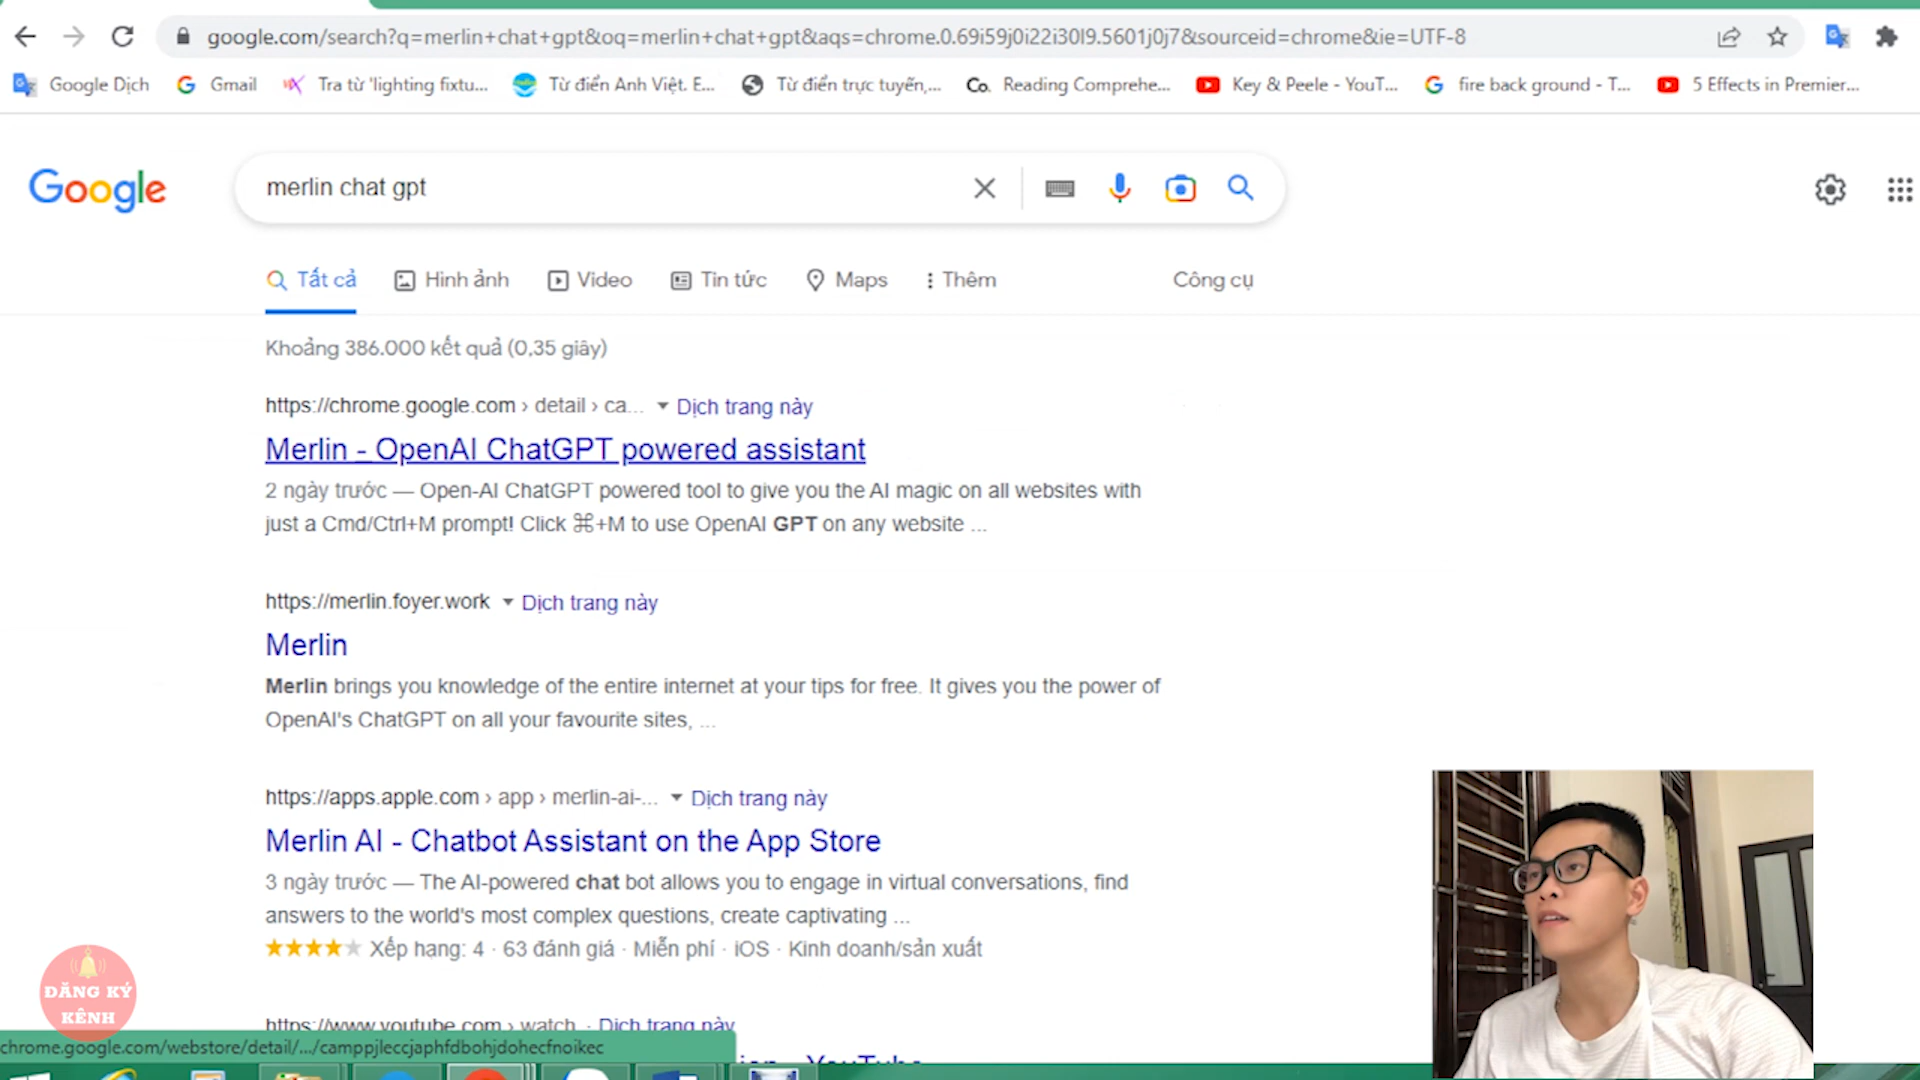 google.com/search?q=merlin+chat+gpt&oq=merlin+chat+gpt&aqs=chrome.0.69i59j0i22i30l9.5601j0j7&sourceid=chrome&ie=UTF-8
Google Dịch Gmail Tra từ 'lighting fixtu... Từ điển Anh Việt. E... Từ điển trực tuyến,... Co. Reading Comprehe... Key & Peele - YouT... fire back ground - T... 5 Effects in Premier...
Google merlin chat gpt
Tất cả Hình ảnh Video Tin tức Maps Thêm Công cụ
Khoảng 386.000 kết quả (0,35 giây)
https://chrome.google.com › detail › ca... Dịch trang này
Merlin - OpenAI ChatGPT powered assistant
2 ngày trước — Open-AI ChatGPT powered tool to give you the AI magic on all websites with
just a Cmd/Ctrl+M prompt! Click ⌘+M to use OpenAI GPT on any website ...
https://merlin.foyer.work Dịch trang này
Merlin
Merlin brings you knowledge of the entire internet at your tips for free. It gives you the power of
OpenAI's ChatGPT on all your favourite sites, ...
https://apps.apple.com › app › merlin-ai-... Dịch trang này
Merlin AI - Chatbot Assistant on the App Store
3 ngày trước — The AI-powered chat bot allows you to engage in virtual conversations, find
answers to the world's most complex questions, create captivating ...
Xếp hạng: 4 · 63 đánh giá · Miễn phí · iOS · Kinh doanh/sản xuất
ĐĂNG KÝ
KÊNH
https://www.youtube.com › watch · Dịch trang này
chrome.google.com/webstore/detail/.../camppjleccjaphfdbohjdohecfnoikec
- YouTube